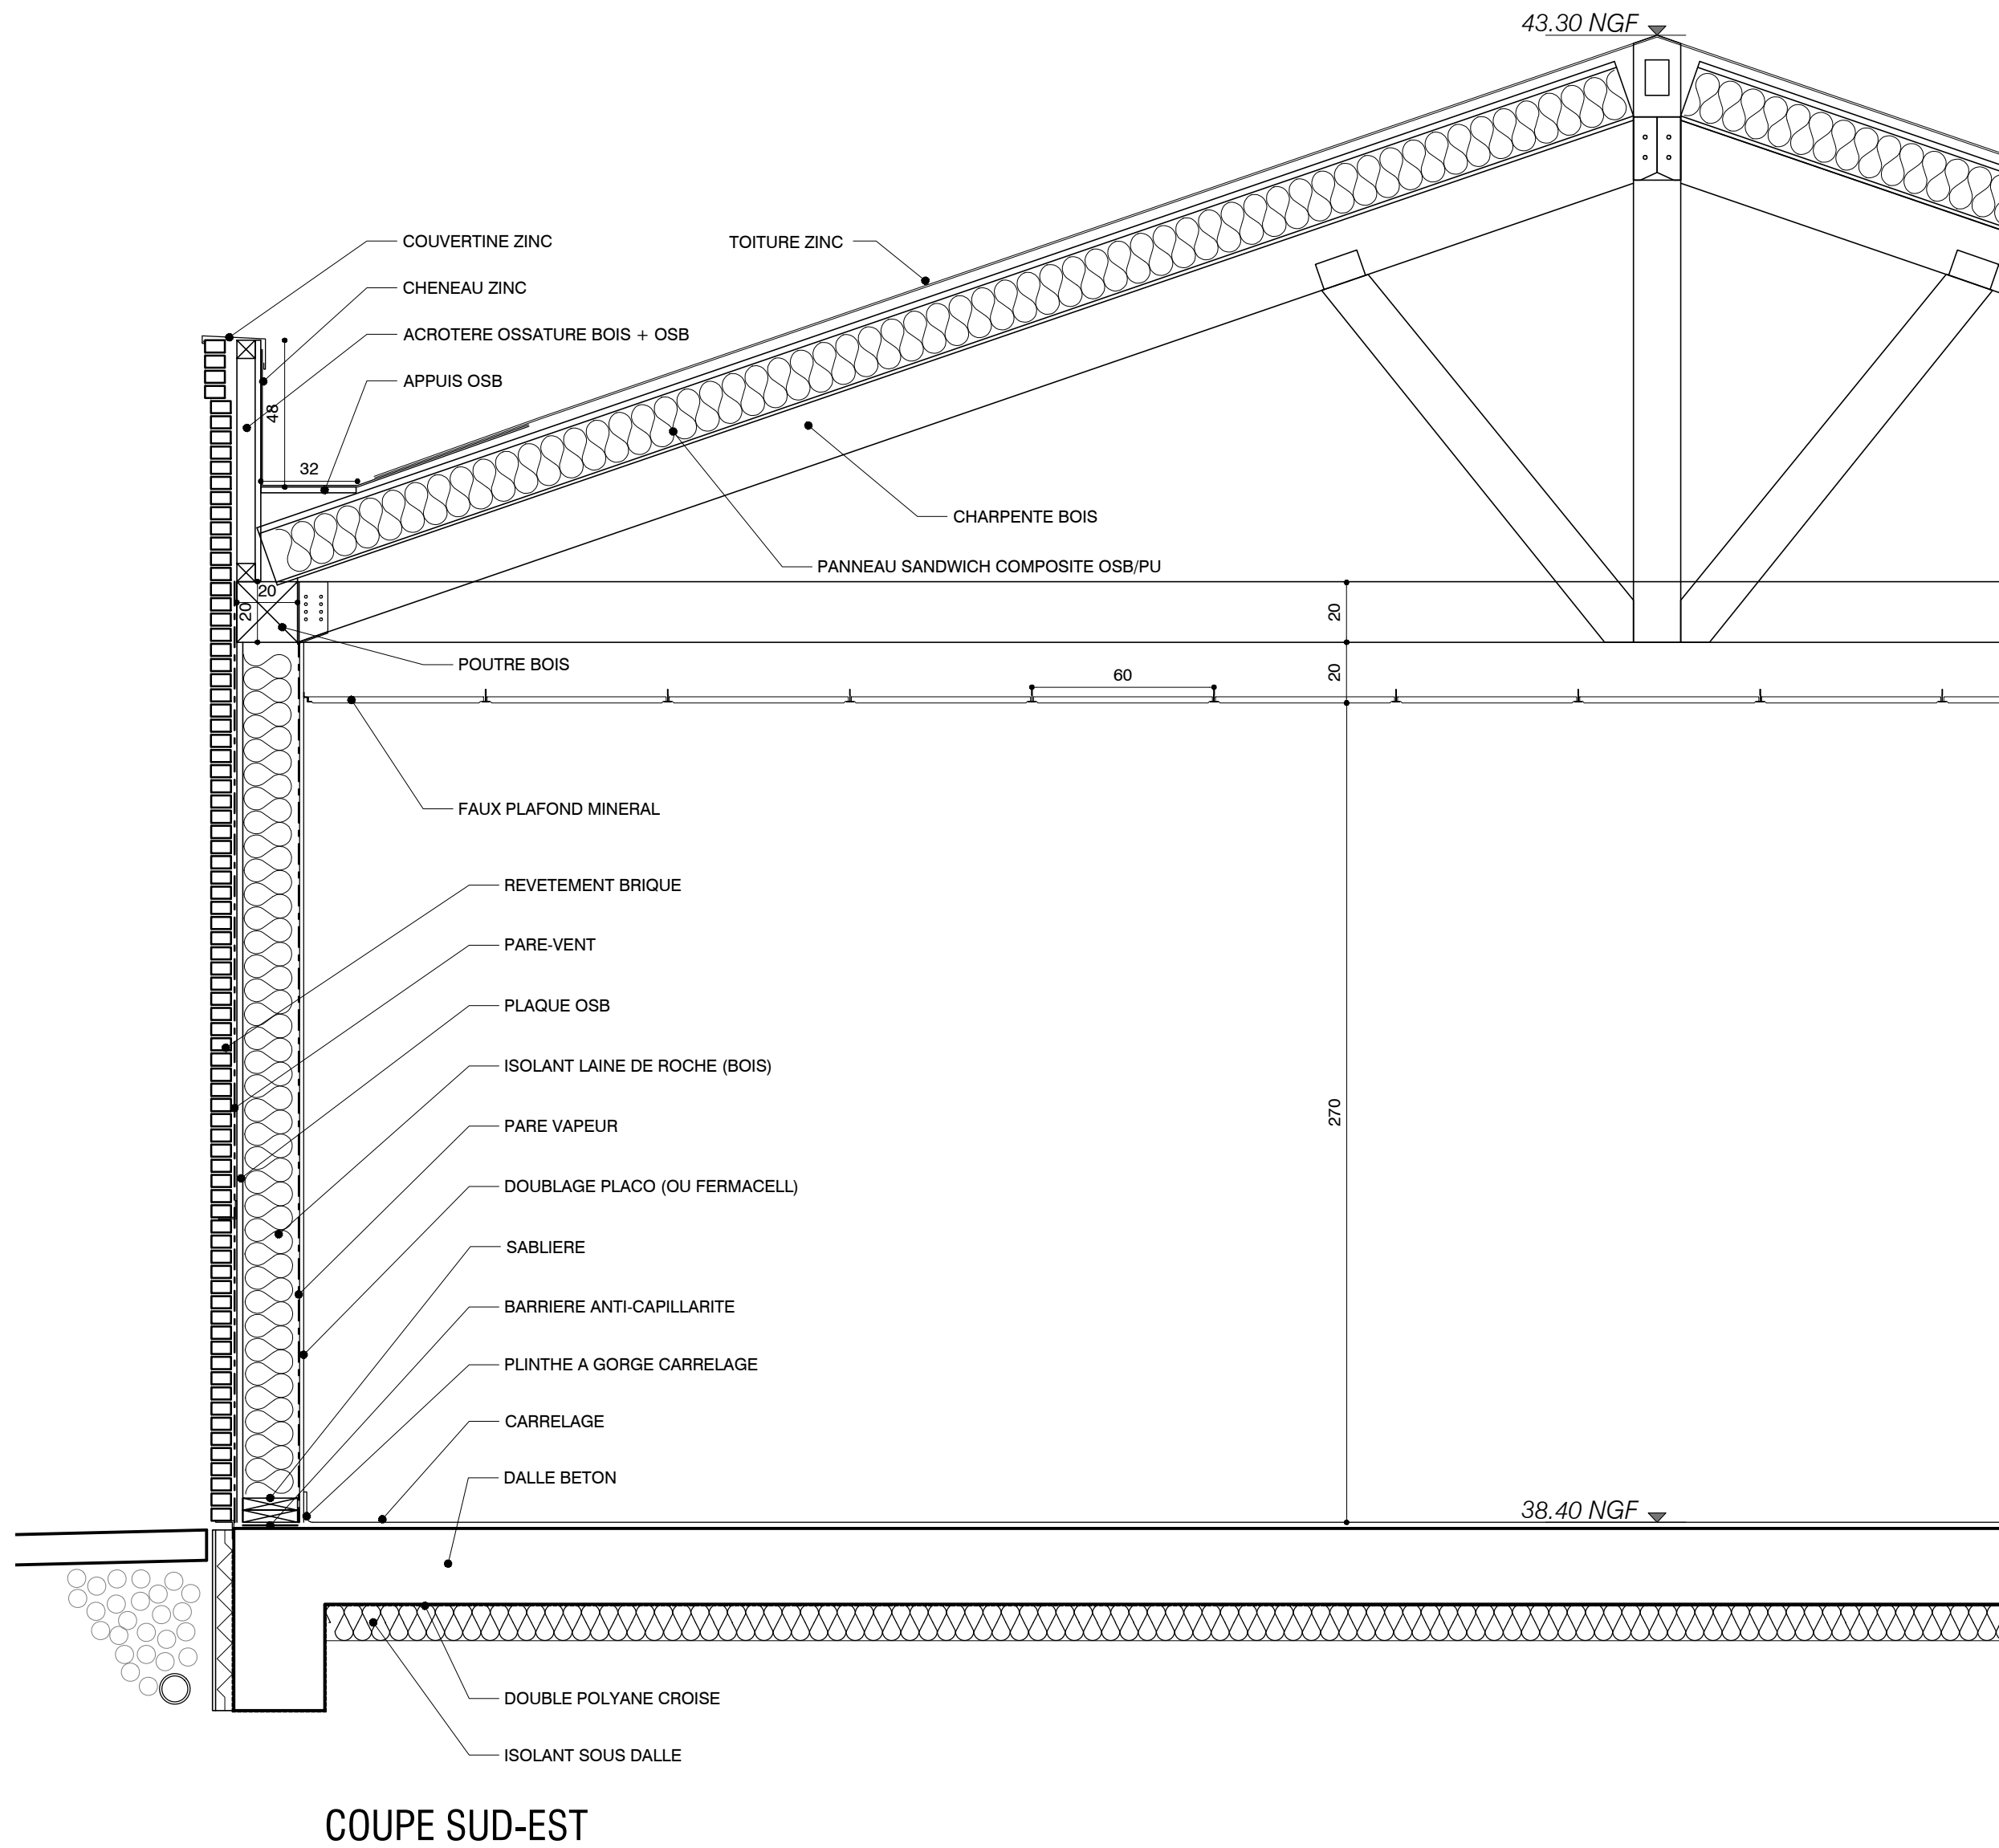 43.30 NGF
COUVERTINE ZINC
TOITURE ZINC
CHENEAU ZINC
ACROTERE OSSATURE BOIS + OSB
APPUIS OSB
48
32
CHARPENTE BOIS
PANNEAU SANDWICH COMPOSITE OSB/PU
20
20
20
POUTRE BOIS
20
60
FAUX PLAFOND MINERAL
REVETEMENT BRIQUE
PARE-VENT
PLAQUE OSB
ISOLANT LAINE DE ROCHE (BOIS)
270
PARE VAPEUR
DOUBLAGE PLACO (OU FERMACELL)
SABLIERE
BARRIERE ANTI-CAPILLARITE
PLINTHE A GORGE CARRELAGE
CARRELAGE
DALLE BETON
38.40 NGF
DOUBLE POLYANE CROISE
ISOLANT SOUS DALLE
COUPE SUD-EST